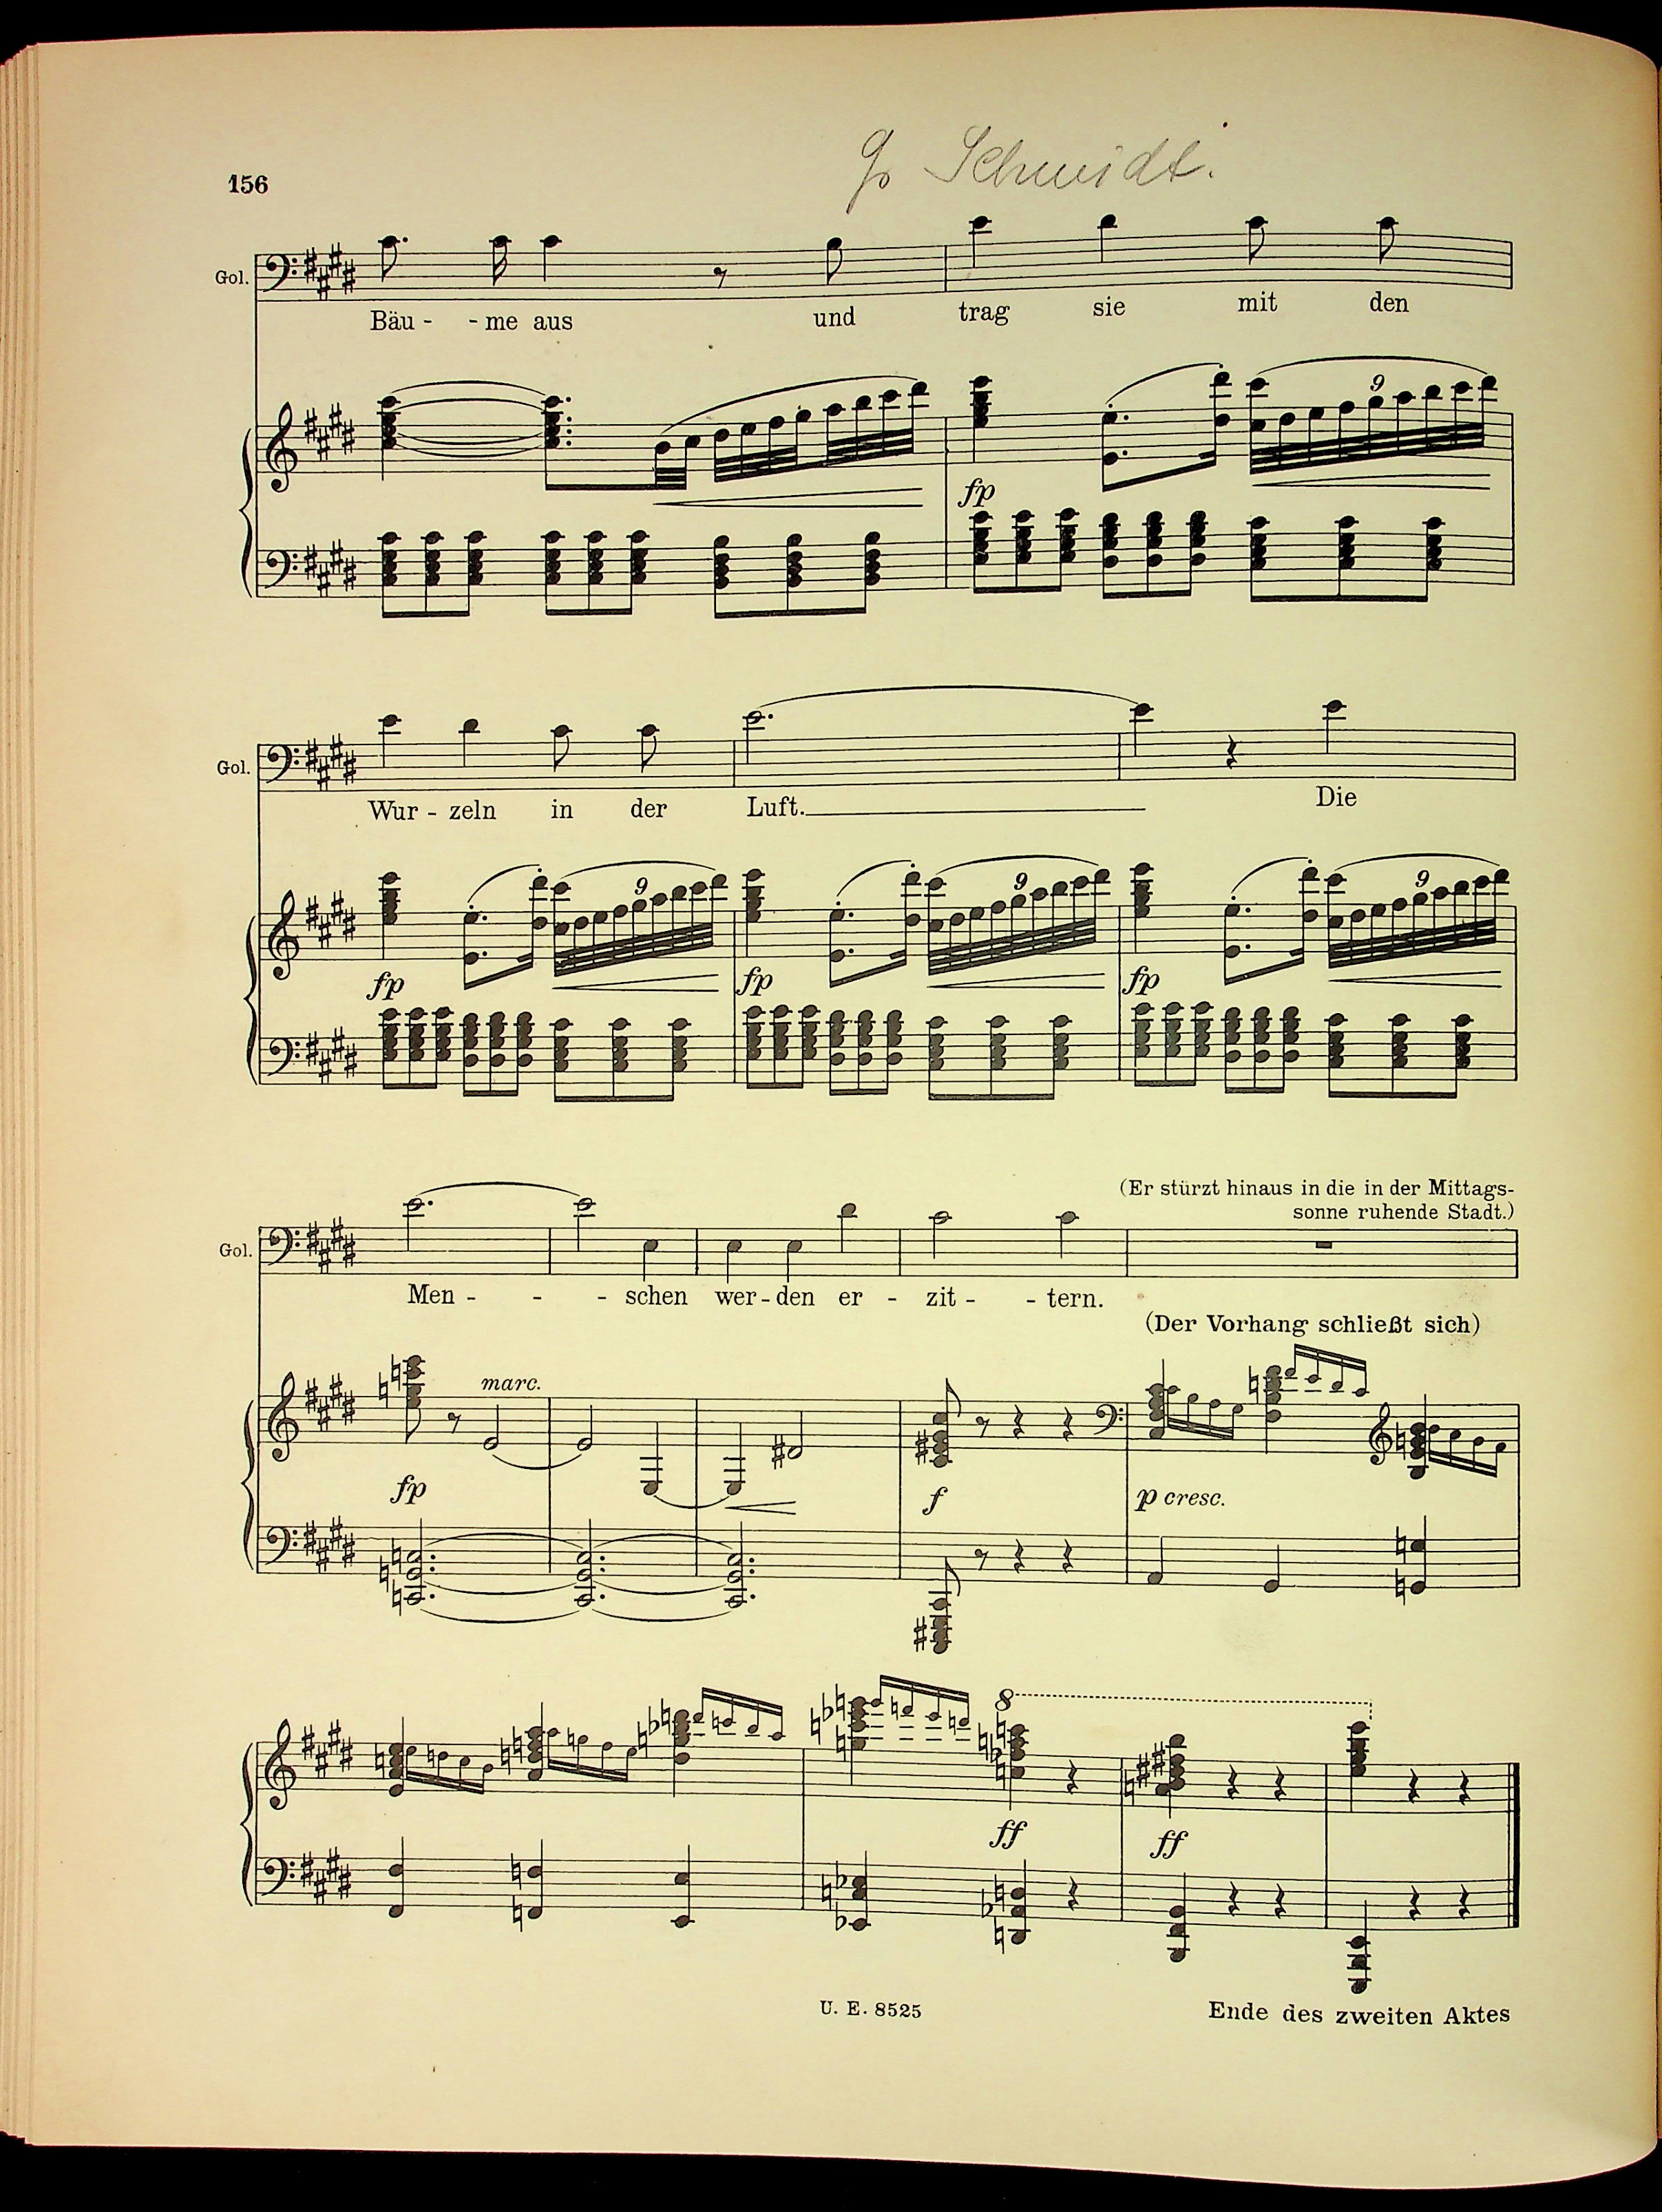 Schmidt.
156
Gol.
Bäu - - me aus und trag sie mit den
9
fp
Gol.
Wur - zeln in der Luft. Die
9 9 9
fp fp fp
(Er stürzt hinaus in die in der Mittags-
sonne ruhende Stadt.)
Gol.
Men - - - schen wer - den er - zit - - tern.
(Der Vorhang schließt sich)
marc.
fp f p cresc.
8
ff ff
U. E. 8525
Ende des zweiten Aktes